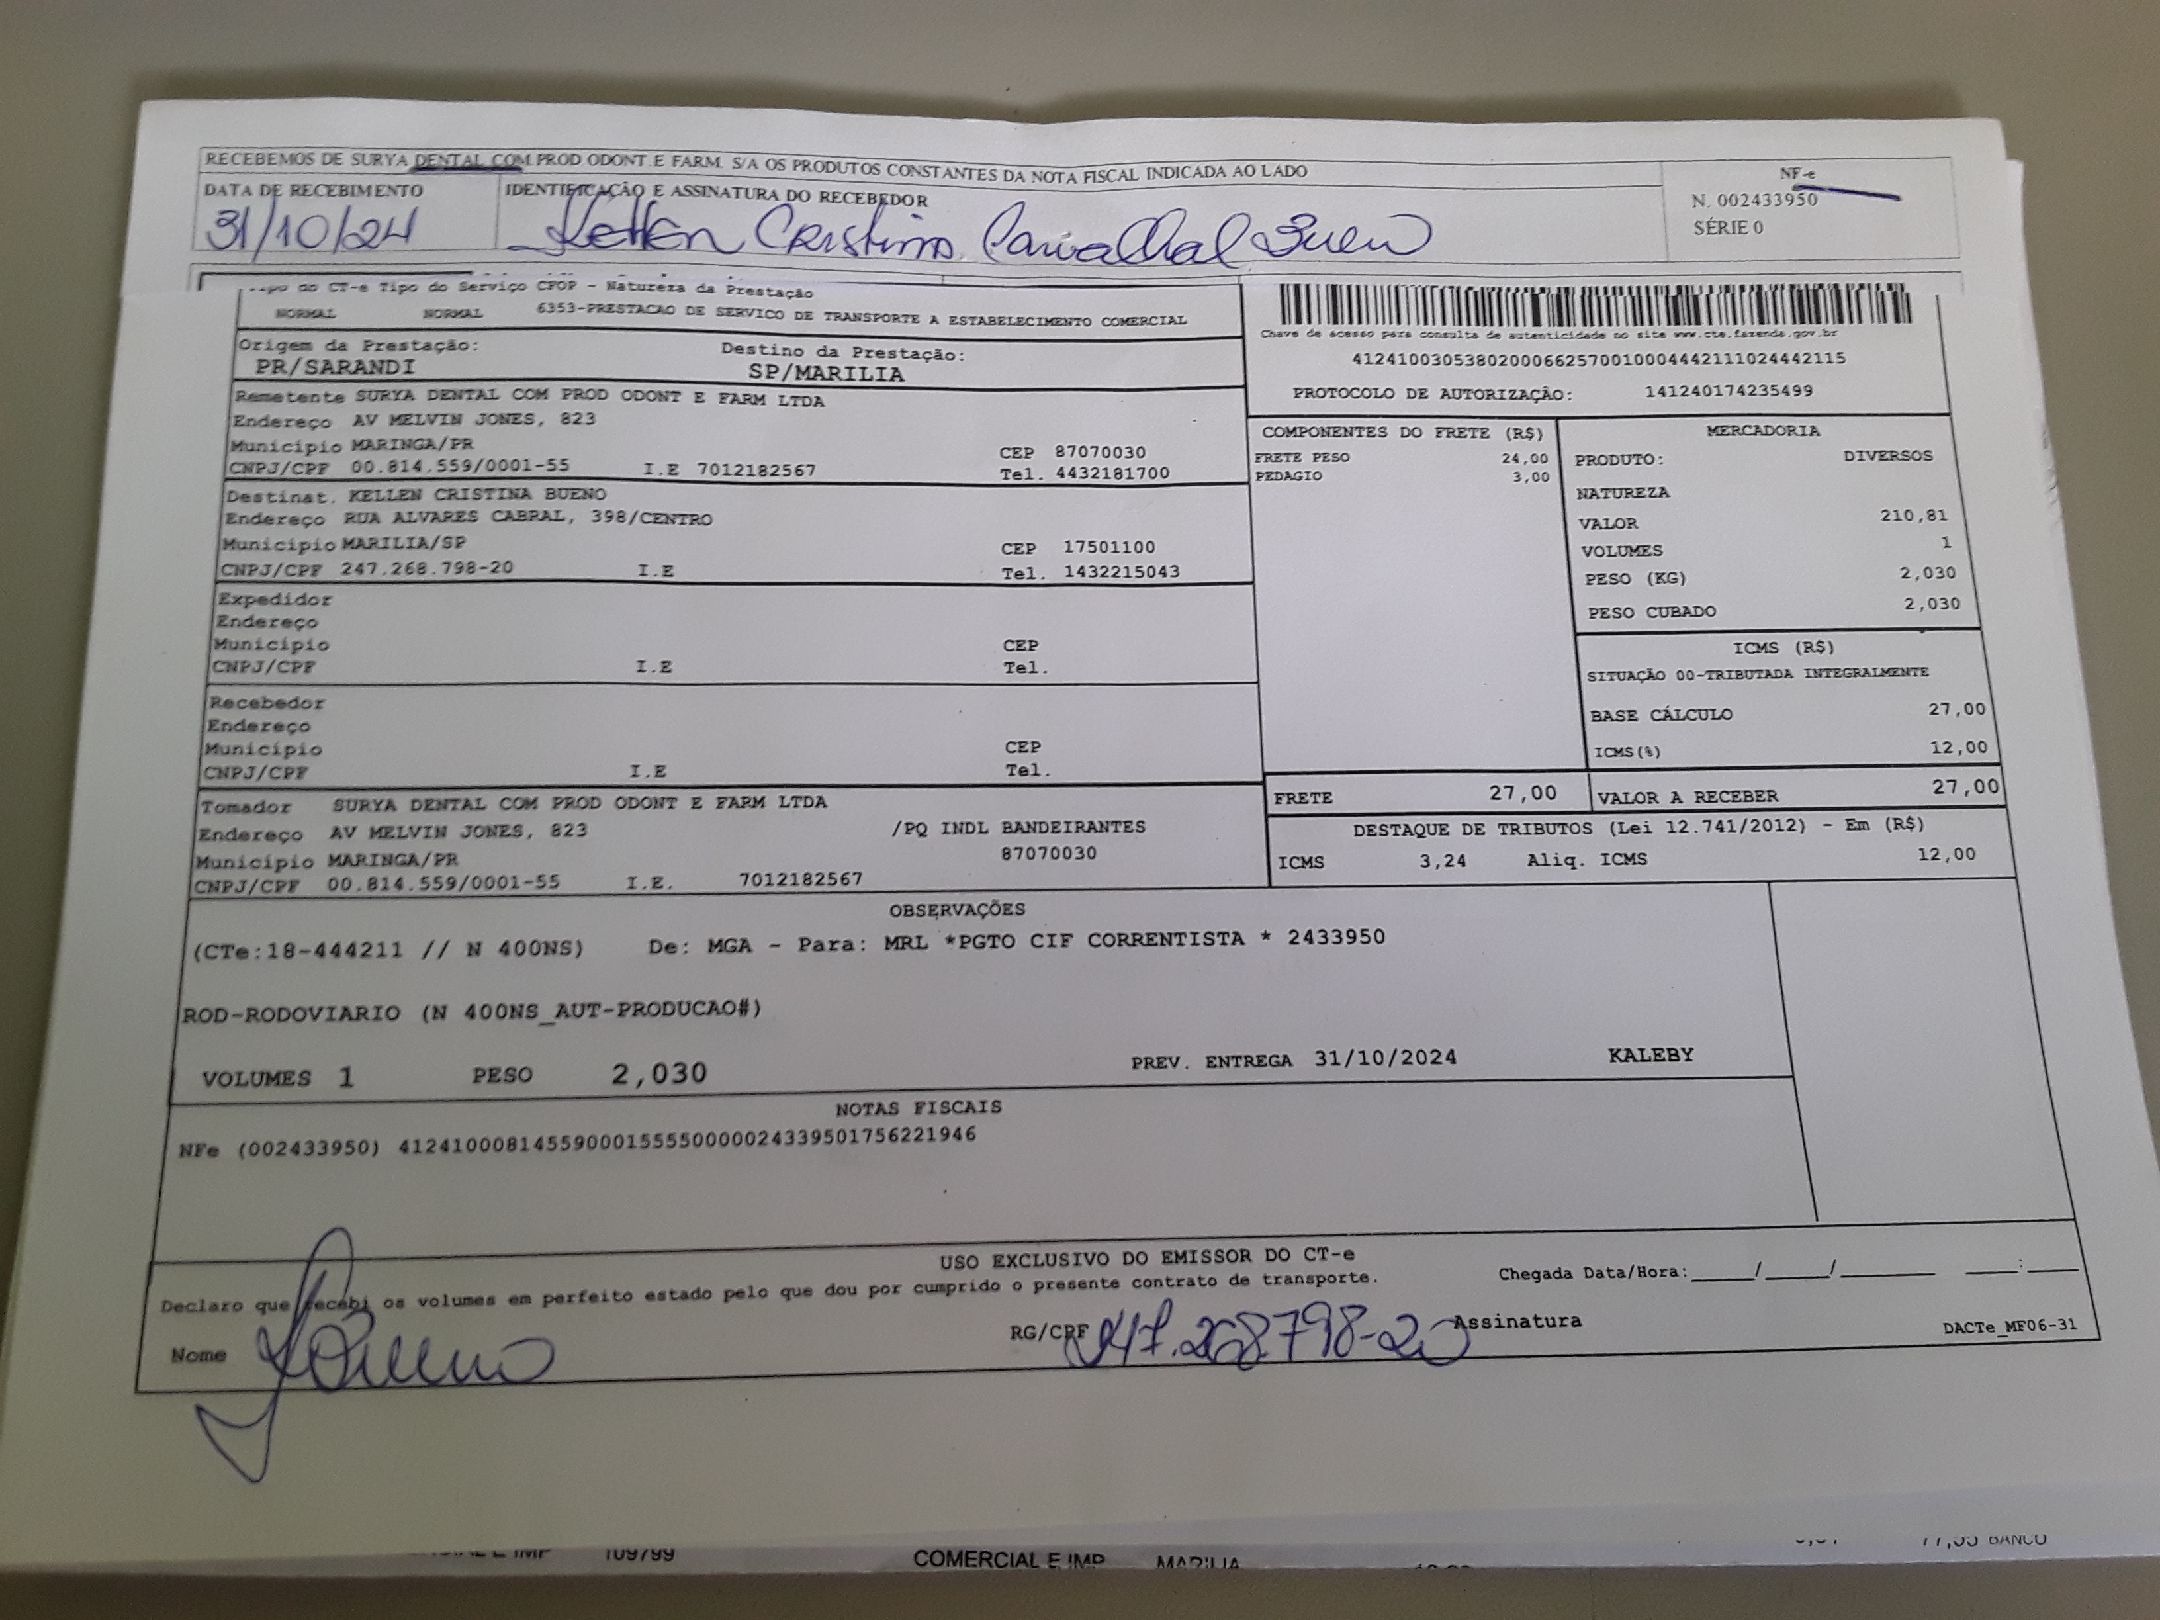 RECEBEMOS DE SURYA DENTAL COM PROD ODONT E FARM. S/A OS PRODUTOS CONSTANTES DA NOTA FISCAL INDICADA AO LADO
NF-e
N. 002433950
SÉRIE 0
DATA DE RECEBIMENTO
31/10/24
IDENTIFICAÇÃO E ASSINATURA DO RECEBEDOR
Kellen Cristina Carvalhal Bueno
do CT-e Tipo do Serviço CFOP - Natureza da Prestação
NORMAL NORMAL 6353-PRESTACAO DE SERVICO DE TRANSPORTE A ESTABELECIMENTO COMERCIAL
Origem da Prestação: Destino da Prestação:
PR/SARANDI SP/MARILIA
Chave de acesso para consulta de autenticidade no site www.cte.fazenda.gov.br
41241003053802000662570010004442111024442115
PROTOCOLO DE AUTORIZAÇÃO: 141240174235499
Remetente SURYA DENTAL COM PROD ODONT E FARM LTDA
Endereço AV MELVIN JONES, 823
Município MARINGA/PR CEP 87070030
CNPJ/CPF 00.814.559/0001-55 I.E 7012182567 Tel. 4432181700
Destinat. KELLEN CRISTINA BUENO
Endereço RUA ALVARES CABRAL, 398/CENTRO
Município MARILIA/SP CEP 17501100
CNPJ/CPF 247.268.798-20 I.E Tel. 1432215043
Expedidor
Endereço
Município CEP
CNPJ/CPF I.E Tel.
Recebedor
Endereço
Município CEP
CNPJ/CPF I.E Tel.
Tomador SURYA DENTAL COM PROD ODONT E FARM LTDA
Endereço AV MELVIN JONES, 823 /PQ INDL BANDEIRANTES
Município MARINGA/PR 87070030
CNPJ/CPF 00.814.559/0001-55 I.E. 7012182567
COMPONENTES DO FRETE (R$)
FRETE PESO 24,00
PEDAGIO 3,00
MERCADORIA
PRODUTO: DIVERSOS
NATUREZA
VALOR 210,81
VOLUMES 1
PESO (KG) 2,030
PESO CUBADO 2,030
ICMS (R$)
SITUAÇÃO 00-TRIBUTADA INTEGRALMENTE
BASE CÁLCULO 27,00
ICMS(%) 12,00
FRETE 27,00 VALOR A RECEBER 27,00
DESTAQUE DE TRIBUTOS (Lei 12.741/2012) - Em (R$)
ICMS 3,24 Aliq. ICMS 12,00
OBSERVAÇÕES
(CTe:18-444211 // N 400NS) De: MGA - Para: MRL *PGTO CIF CORRENTISTA * 2433950
ROD-RODOVIARIO (N 400NS_AUT-PRODUCAO#)
VOLUMES 1 PESO 2,030 PREV. ENTREGA 31/10/2024 KALEBY
NOTAS FISCAIS
NFe (002433950) 41241000814559000155550000024339501756221946
USO EXCLUSIVO DO EMISSOR DO CT-e
Declaro que recebi os volumes em perfeito estado pelo que dou por cumprido o presente contrato de transporte.
Chegada Data/Hora:_____/_____/_______ ____:____
Nome KBueno RG/CPF 247.268.798-20 Assinatura
DACTe_MF06-31
109799 COMERCIAL E IMP MARILIA 77,55 BANCO